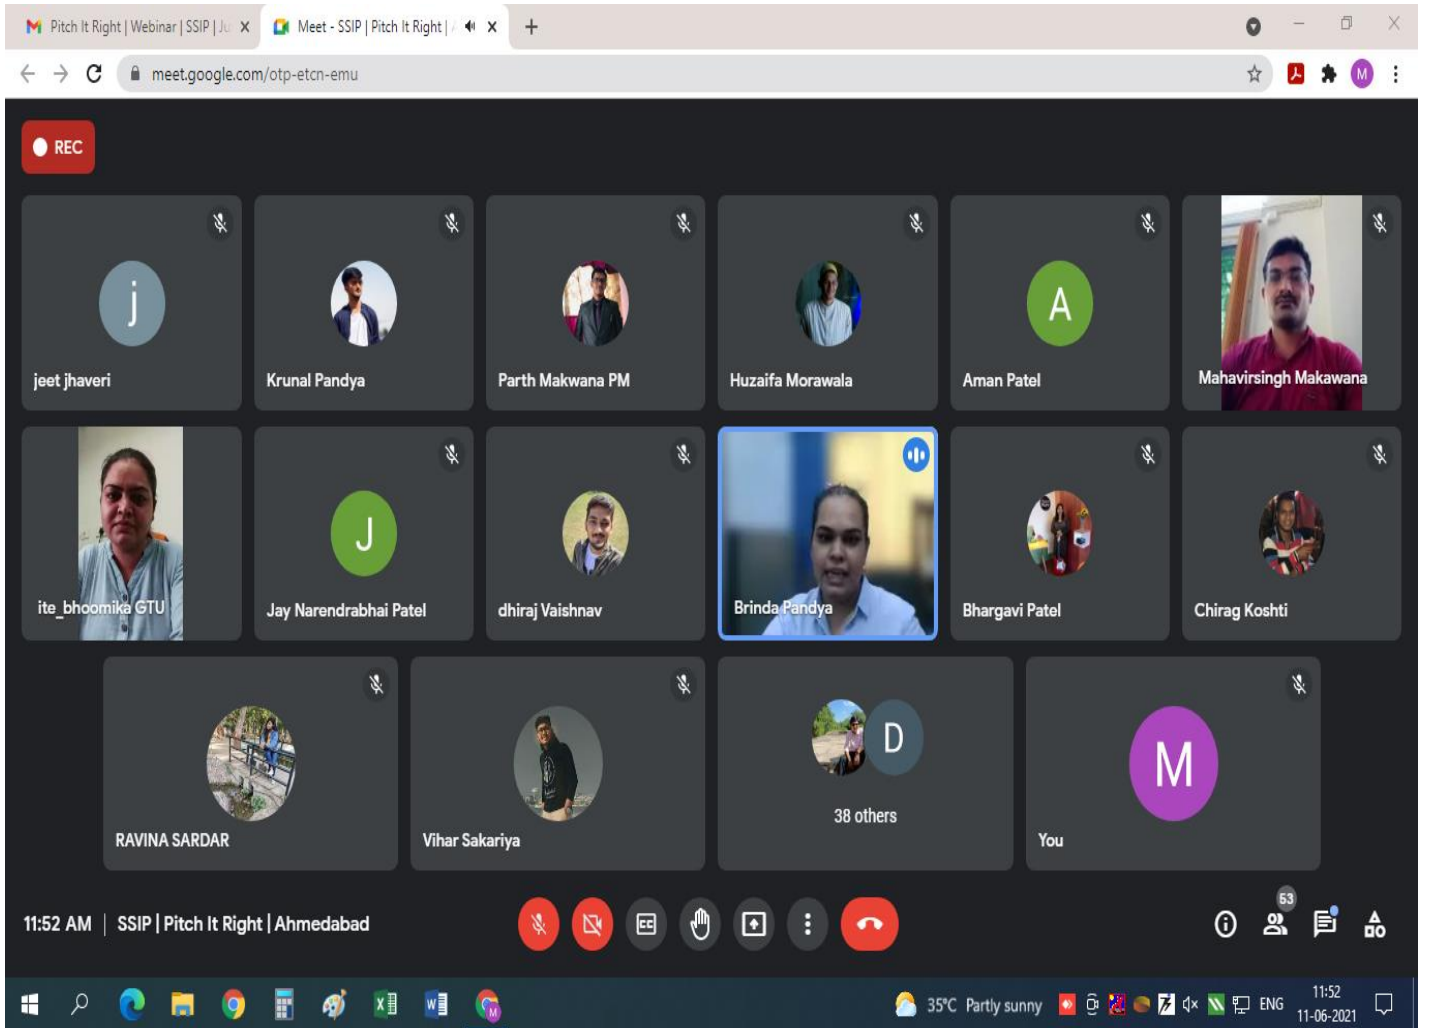 Pitch It Right | Webinar | SSIP | Ju
Meet - SSIP | Pitch It Right |
meet.google.com/otp-etcn-emu
M
REC
j
jeet jhaveri
Krunal Pandya
Parth Makwana PM
Huzaifa Morawala
A
Aman Patel
Mahavirsingh Makawana
ite_bhoomika GTU
J
Jay Narendrabhai Patel
dhiraj Vaishnav
Brinda Pandya
Bhargavi Patel
Chirag Koshti
RAVINA SARDAR
Vihar Sakariya
D
38 others
M
You
11:52 AM | SSIP | Pitch It Right | Ahmedabad
CC
53
35°C Partly sunny
ENG
11:52
11-06-2021